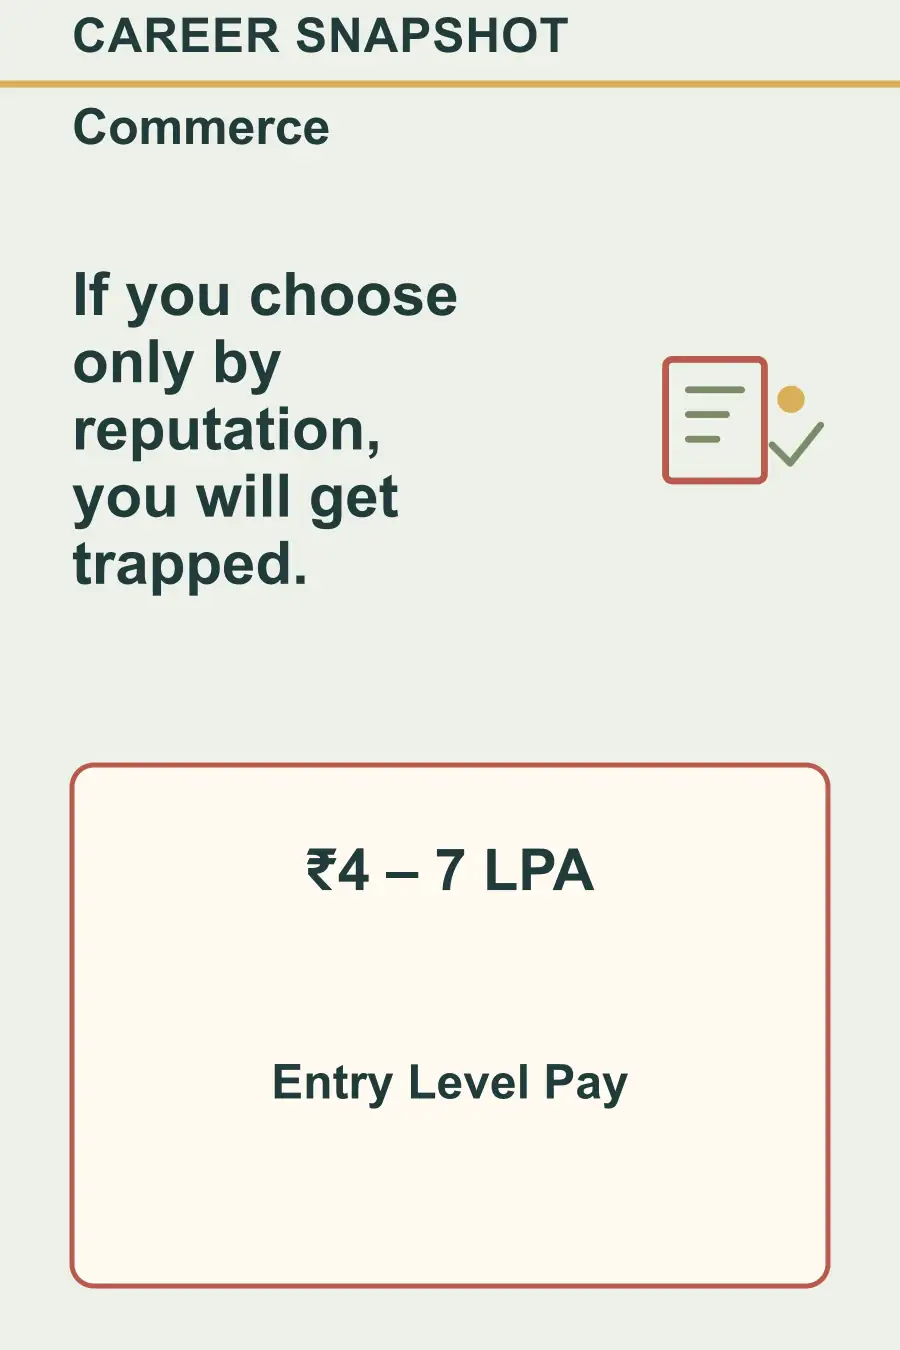 CAREER SNAPSHOT
Commerce
If you choose
only by
reputation,
you will get
trapped.
₹4 – 7 LPA
Entry Level Pay